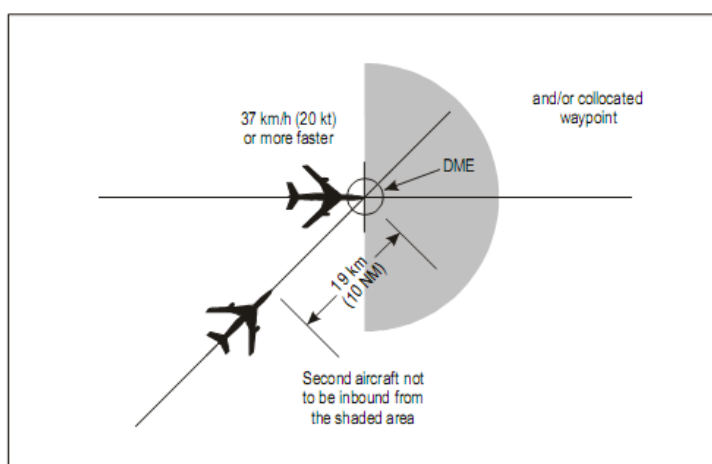 37 km/h (20 kt)
or more faster
and/or collocated
waypoint
DME
19 km
(10 NM)
Second aircraft not
to be inbound from
the shaded area